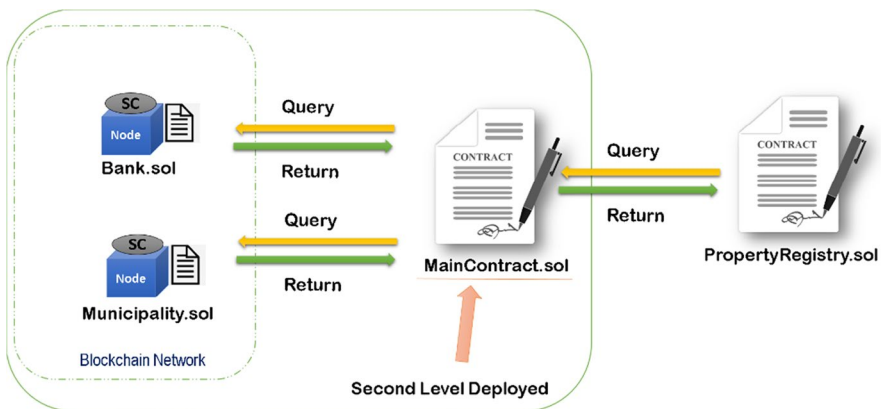 SC
Node
Bank.sol
Query
Return
SC
Node
Municipality.sol
Query
Return
Blockchain Network
CONTRACT
MainContract.sol
Second Level Deployed
Query
Return
CONTRACT
PropertyRegistry.sol